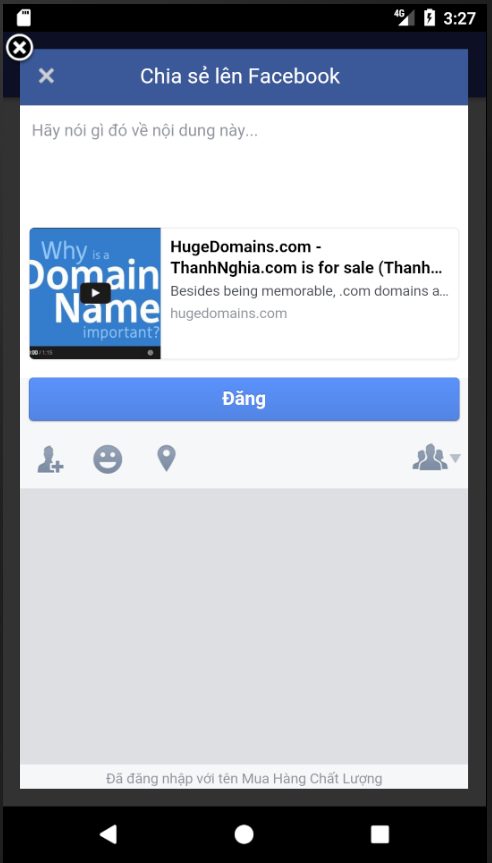 4G 3:27
Chia sẻ lên Facebook
Hãy nói gì đó về nội dung này...
Why is a
Domain
Name
important?
HugeDomains.com -
ThanhNghia.com is for sale (Thanh...
Besides being memorable, .com domains a...
hugedomains.com
Đăng
Đã đăng nhập với tên Mua Hàng Chất Lượng